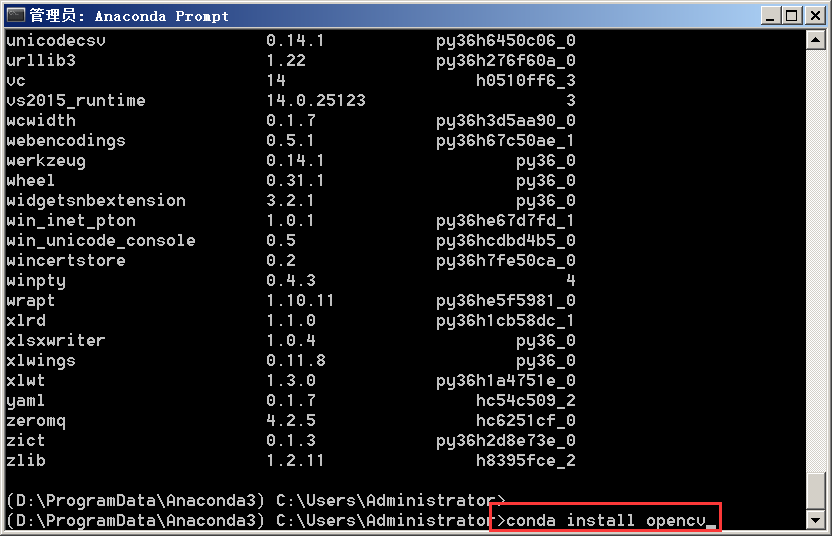 管理员: Anaconda Prompt
unicodecsv 0.14.1 py36h6450c06_0
urllib3 1.22 py36h276f60a_0
vc 14 h0510ff6_3
vs2015_runtime 14.0.25123 3
wcwidth 0.1.7 py36h3d5aa90_0
webencodings 0.5.1 py36h67c50ae_1
werkzeug 0.14.1 py36_0
wheel 0.31.1 py36_0
widgetsnbextension 3.2.1 py36_0
win_inet_pton 1.0.1 py36he67d7fd_1
win_unicode_console 0.5 py36hcdbd4b5_0
wincertstore 0.2 py36h7fe50ca_0
winpty 0.4.3 4
wrapt 1.10.11 py36he5f5981_0
xlrd 1.1.0 py36h1cb58dc_1
xlsxwriter 1.0.4 py36_0
xlwings 0.11.8 py36_0
xlwt 1.3.0 py36h1a4751e_0
yaml 0.1.7 hc54c509_2
zeromq 4.2.5 hc6251cf_0
zict 0.1.3 py36h2d8e73e_0
zlib 1.2.11 h8395fce_2
(D:\ProgramData\Anaconda3) C:\Users\Administrator>
(D:\ProgramData\Anaconda3) C:\Users\Administrator>conda install opencv_